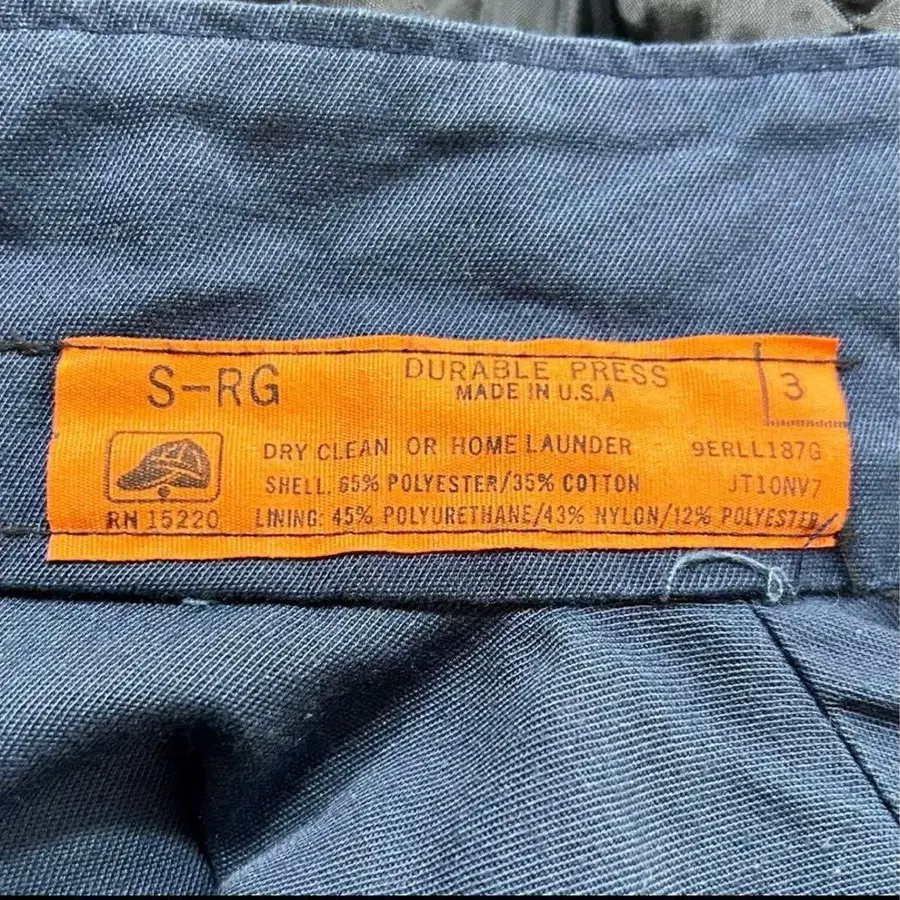 S-RG
DURABLE PRESS
MADE IN U.S.A
3
DRY CLEAN OR HOME LAUNDER 9ERLL187G
SHELL. 65% POLYESTER/35% COTTON JT10NV7
RN 15220 LINING: 45% POLYURETHANE/43% NYLON/12% POLYESTER